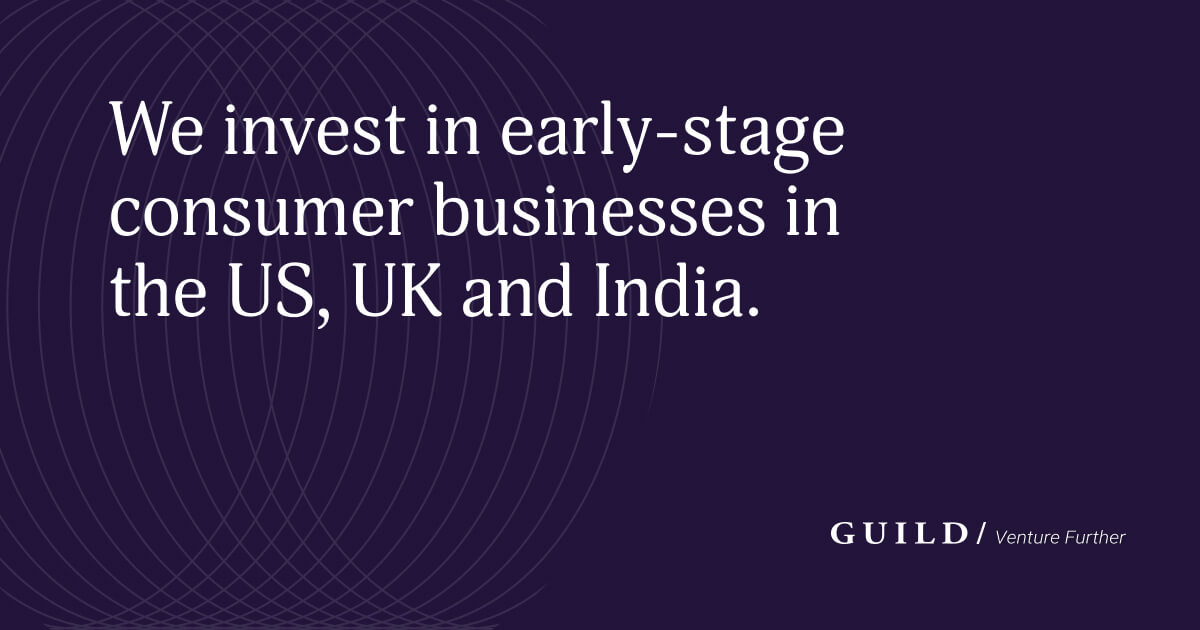 We invest in early-stage
consumer businesses in
the US, UK and India.
GUILD/ Venture Further